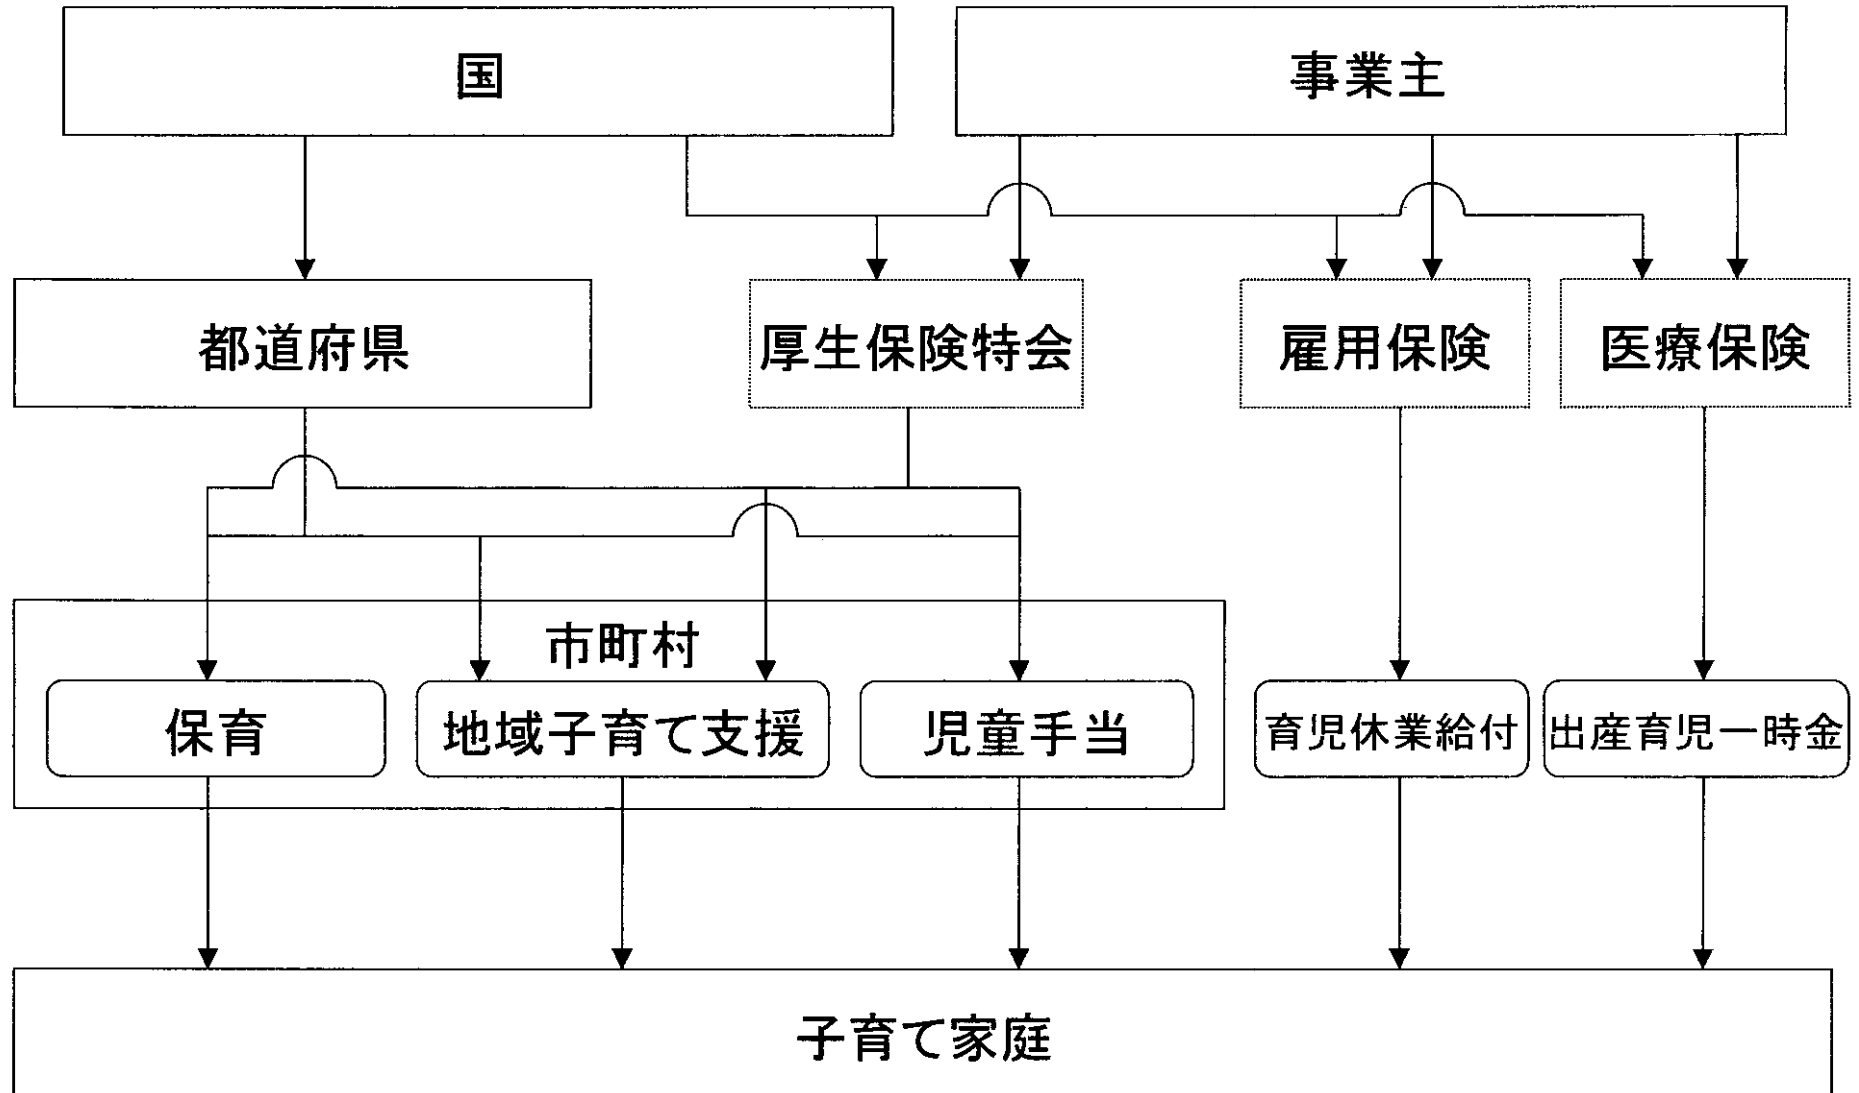 国
事業主
都道府県
厚生保険特会
雇用保険
医療保険
市町村
保育
地域子育て支援
児童手当
育児休業給付
出産育児一時金
子育て家庭